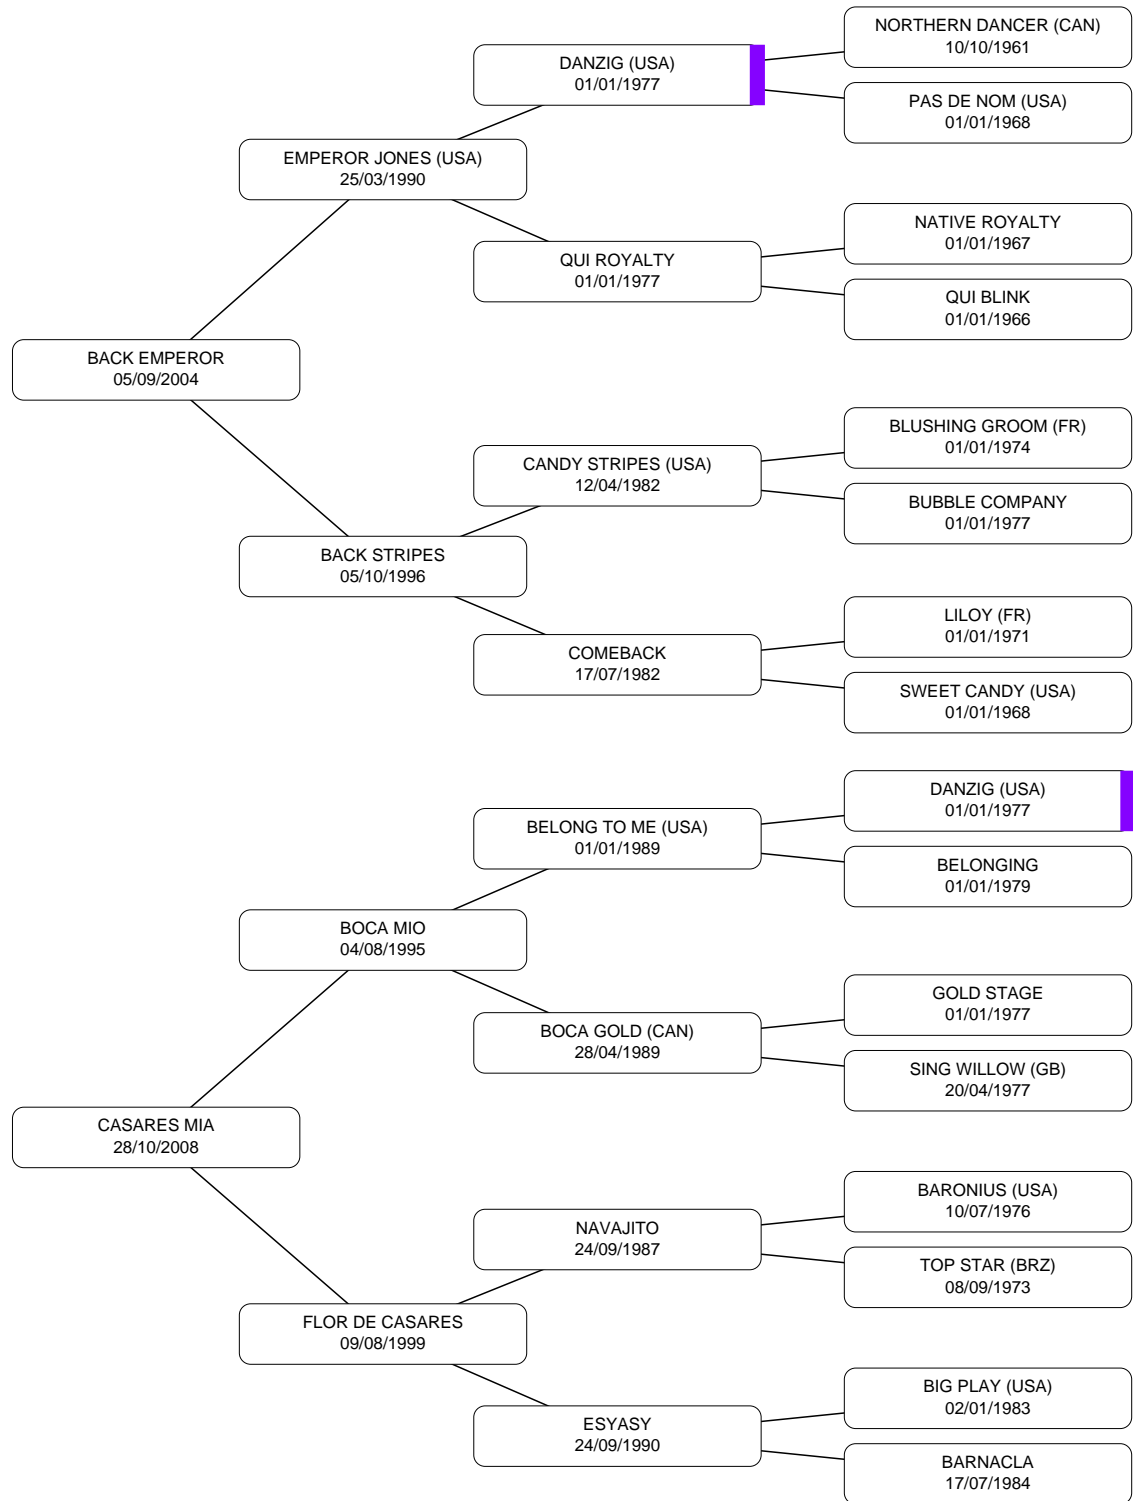 NORTHERN DANCER (CAN)
10/10/1961
DANZIG (USA)
01/01/1977
PAS DE NOM (USA)
01/01/1968
EMPEROR JONES (USA)
25/03/1990
NATIVE ROYALTY
01/01/1967
QUI ROYALTY
01/01/1977
QUI BLINK
01/01/1966
BACK EMPEROR
05/09/2004
BLUSHING GROOM (FR)
01/01/1974
CANDY STRIPES (USA)
12/04/1982
BUBBLE COMPANY
01/01/1977
BACK STRIPES
05/10/1996
LILOY (FR)
01/01/1971
COMEBACK
17/07/1982
SWEET CANDY (USA)
01/01/1968
DANZIG (USA)
01/01/1977
BELONG TO ME (USA)
01/01/1989
BELONGING
01/01/1979
BOCA MIO
04/08/1995
GOLD STAGE
01/01/1977
BOCA GOLD (CAN)
28/04/1989
SING WILLOW (GB)
20/04/1977
CASARES MIA
28/10/2008
BARONIUS (USA)
10/07/1976
NAVAJITO
24/09/1987
TOP STAR (BRZ)
08/09/1973
FLOR DE CASARES
09/08/1999
BIG PLAY (USA)
02/01/1983
ESYASY
24/09/1990
BARNACLA
17/07/1984